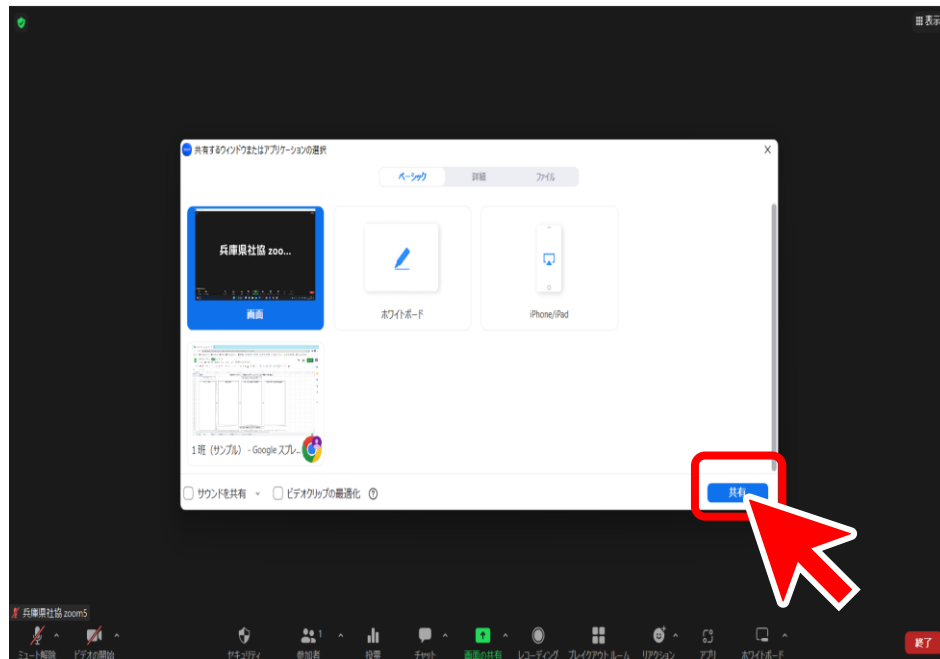 表示
共有するウィンドウまたはアプリケーションの選択
ベーシック 詳細 ファイル
兵庫県社協 zoo...
画面
ホワイトボード
iPhone/iPad
1班 (サンプル) - Google スプレ...
サウンドを共有 ビデオクリップの最適化
共有
兵庫県社協 zoom5
1
ミュート解除 ビデオの開始 セキュリティ 参加者 投票 チャット 画面の共有 レコーディング ブレイクアウト ルーム リアクション アプリ ホワイトボード 終了